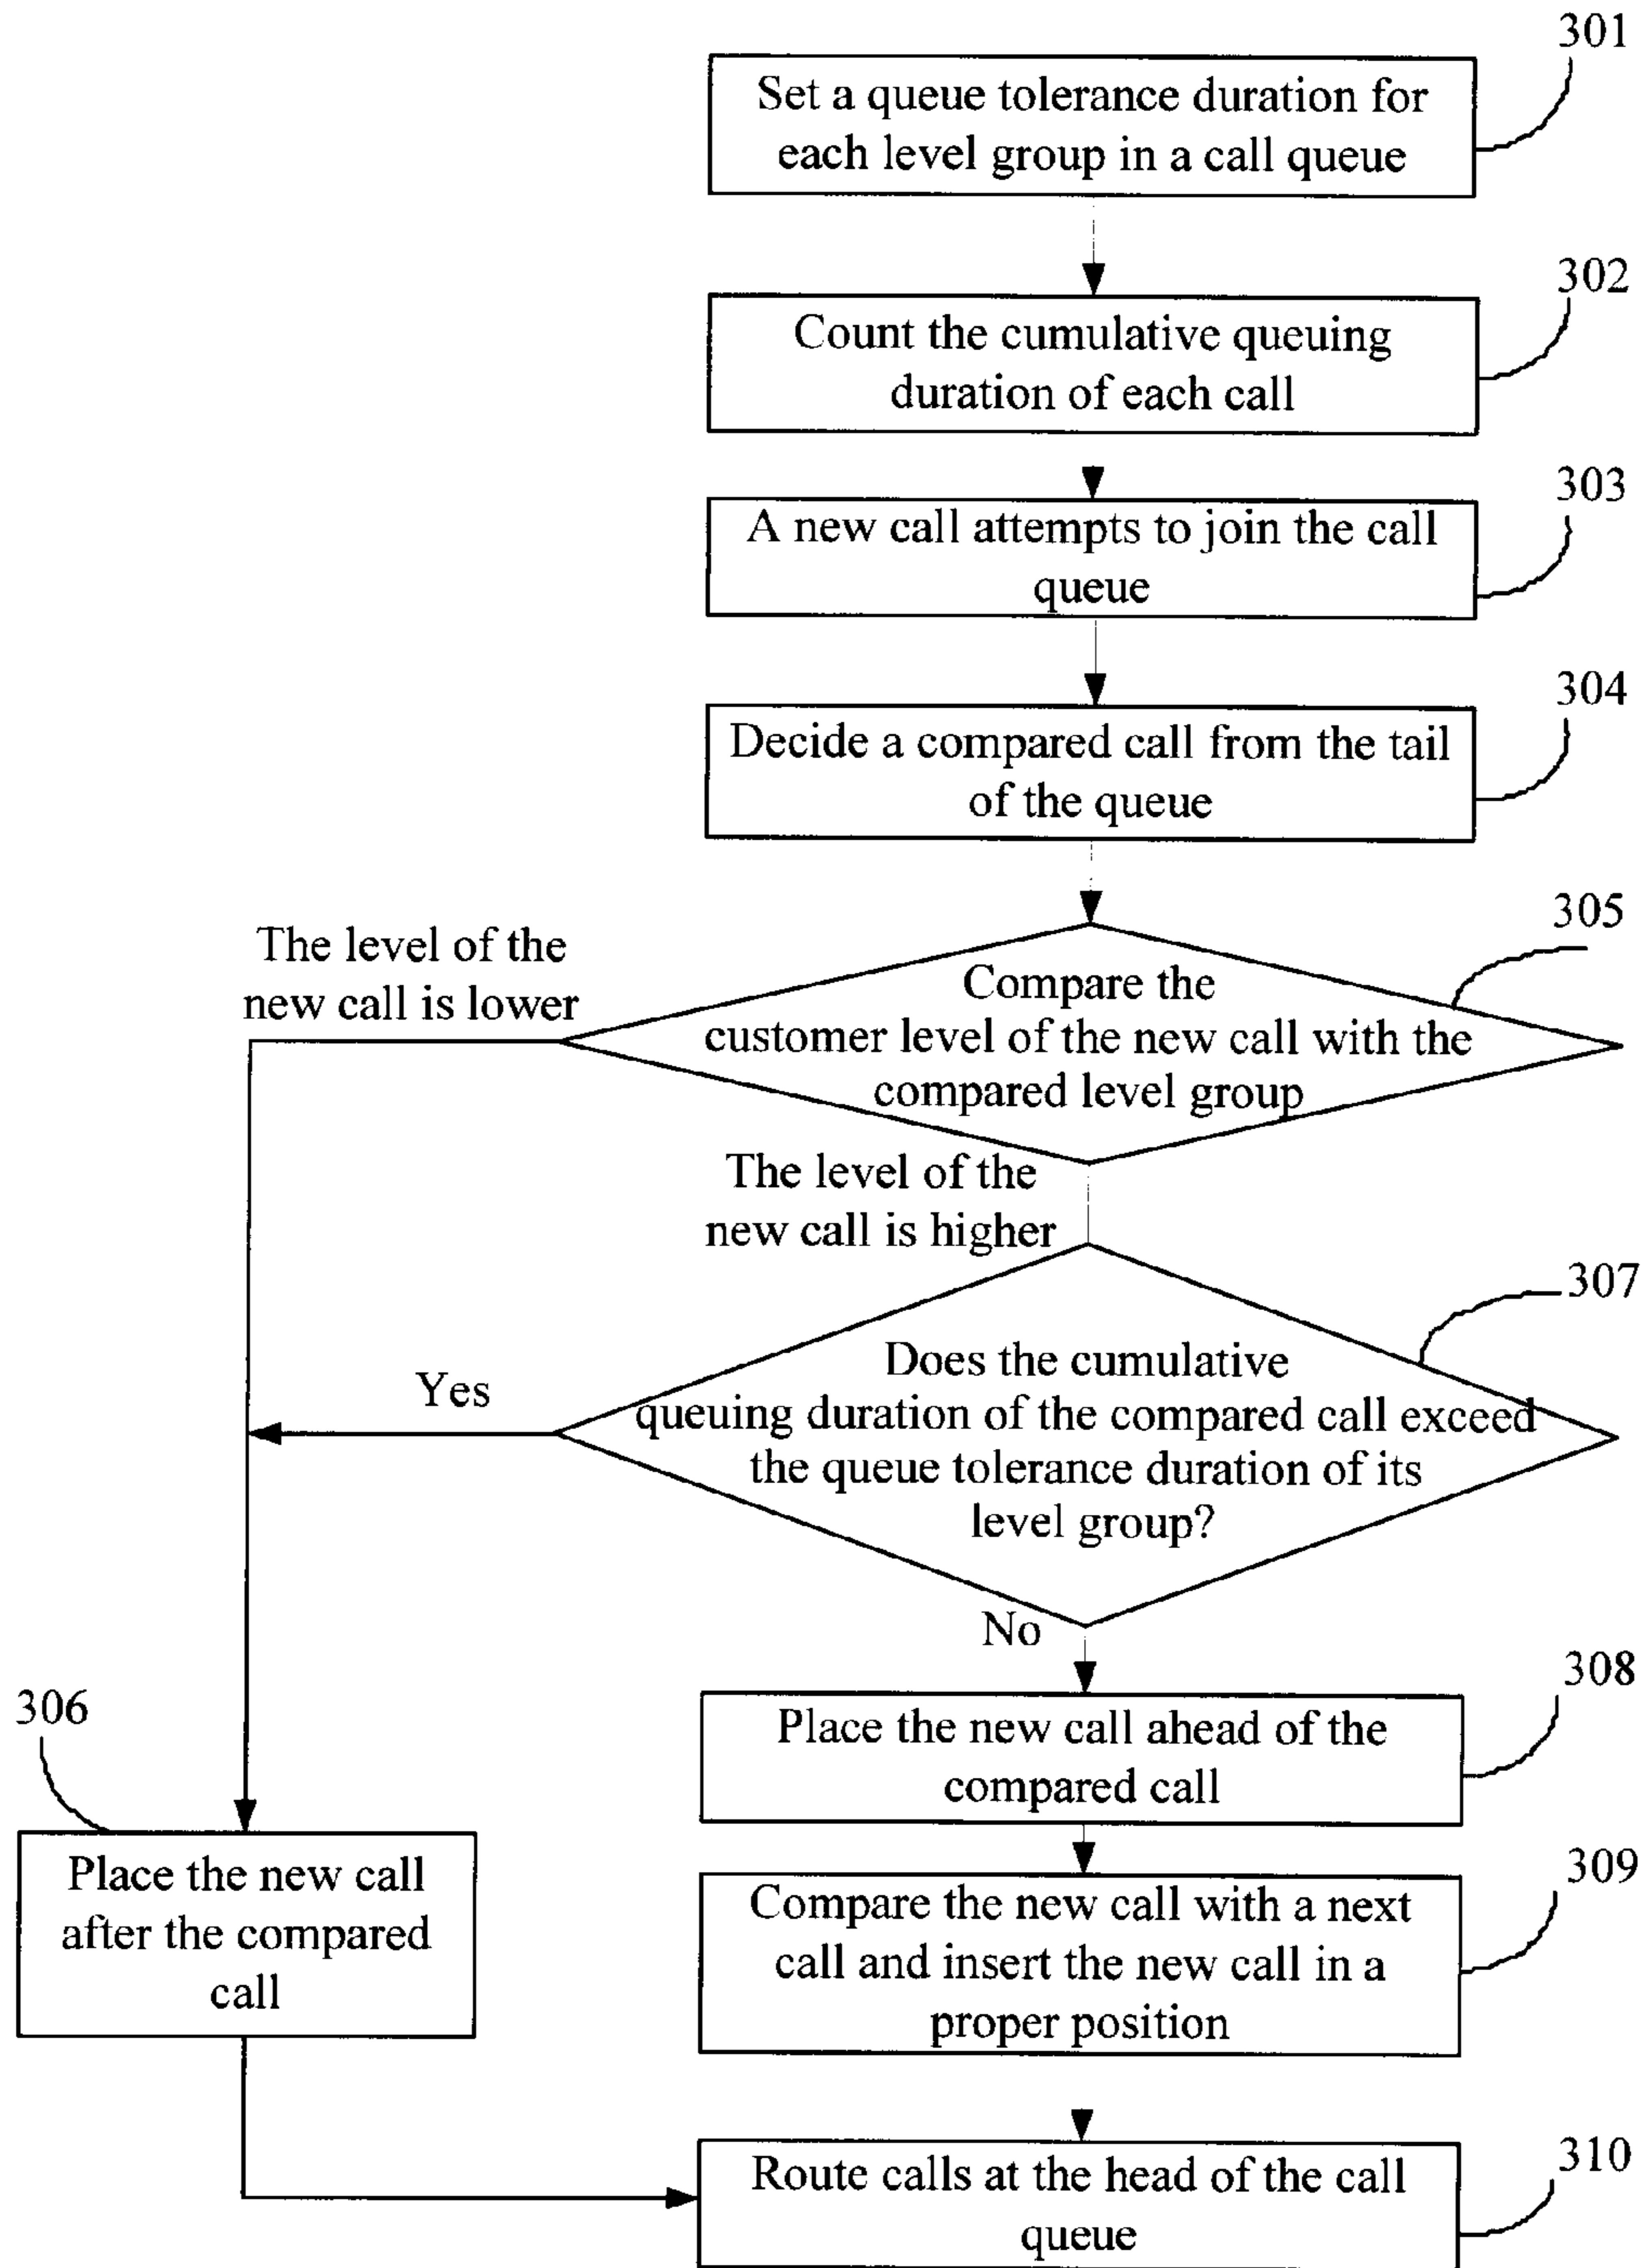 301
Set a queue tolerance duration for
each level group in a call queue
302
Count the cumulative queuing
duration of each call
303
A new call attempts to join the call
queue
304
Decide a compared call from the tail
of the queue
305
The level of the
new call is lower
Compare the
customer level of the new call with the
compared level group
The level of the
new call is higher
307
Does the cumulative
queuing duration of the compared call exceed
the queue tolerance duration of its
level group?
Yes
No
308
Place the new call ahead of the
compared call
306
Place the new call
after the compared
call
309
Compare the new call with a next
call and insert the new call in a
proper position
310
Route calls at the head of the call
queue